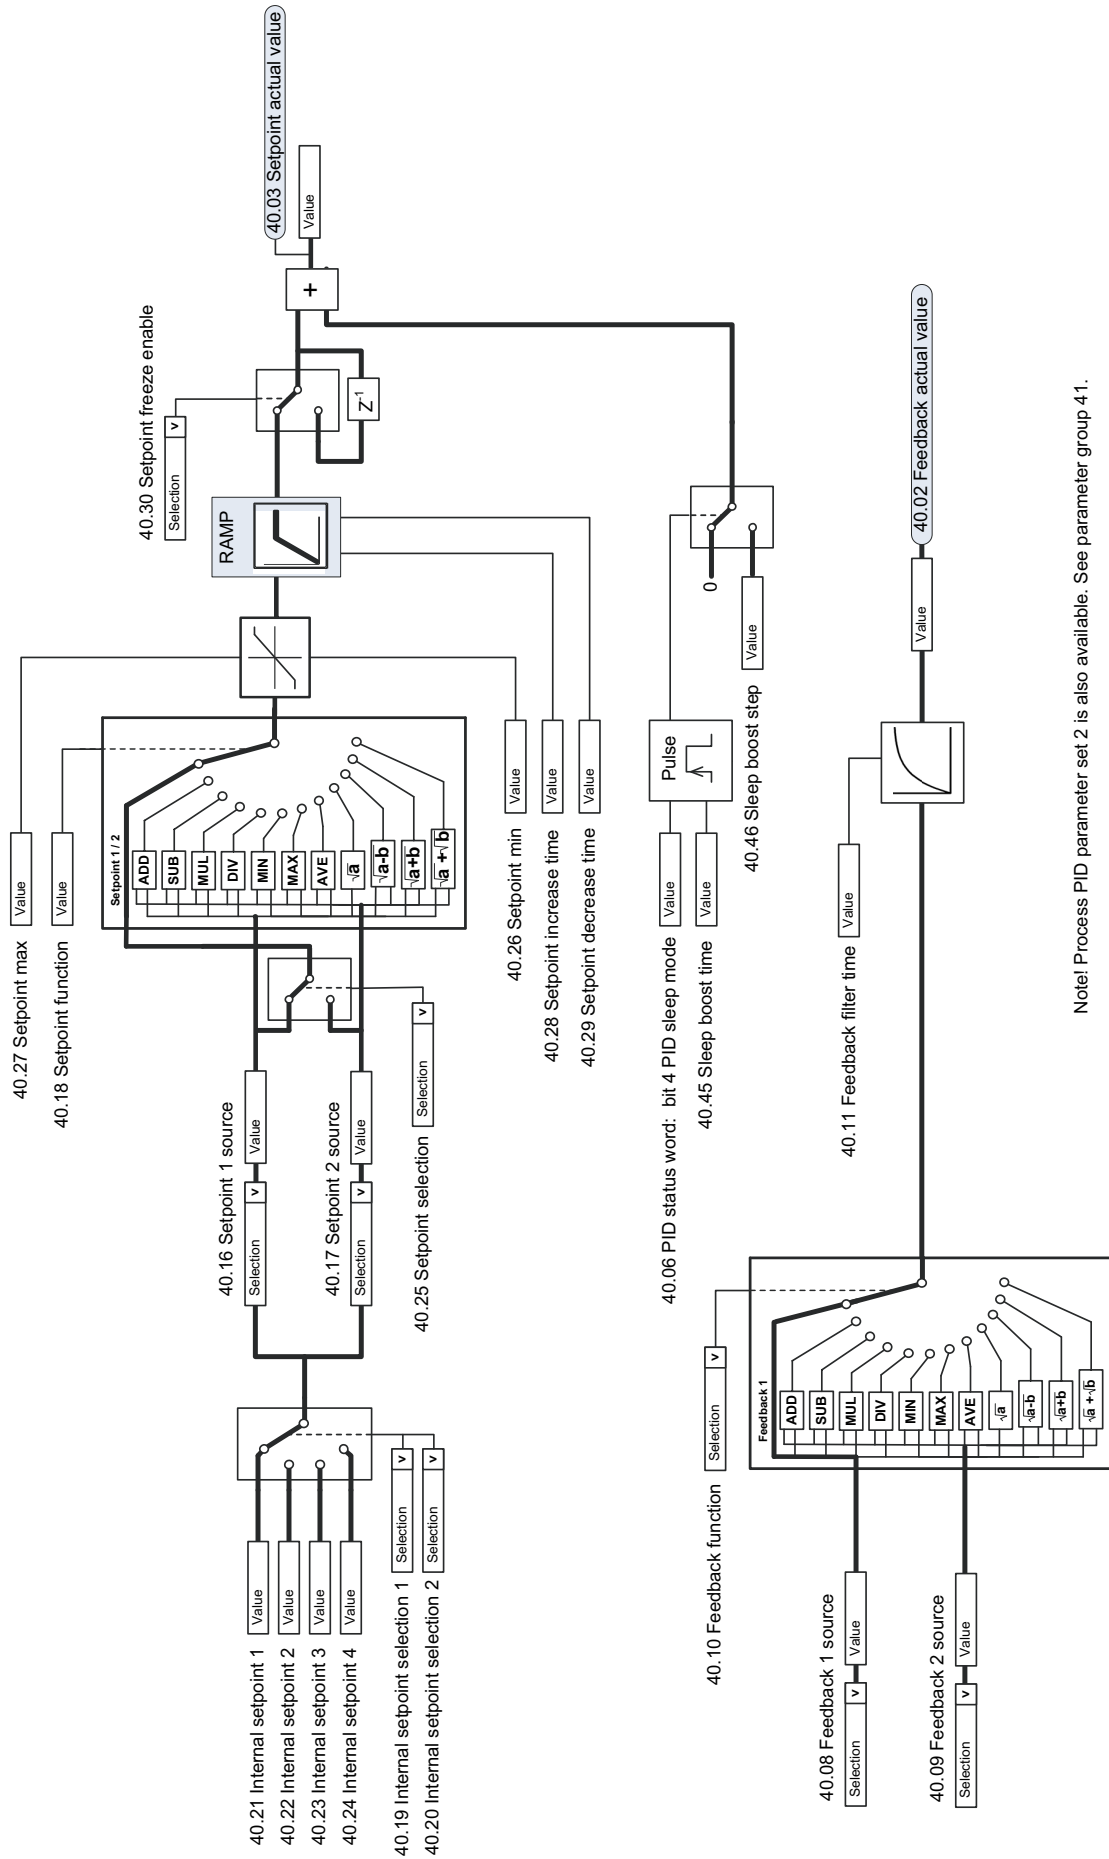 40.21 Internal setpoint 1
Value
40.22 Internal setpoint 2
Value
40.23 Internal setpoint 3
Value
40.24 Internal setpoint 4
Value
40.19 Internal setpoint selection 1
Selection v
40.20 Internal setpoint selection 2
Selection v
40.16 Setpoint 1 source
Selection v
Value
40.17 Setpoint 2 source
Selection v
Value
40.25 Setpoint selection
Selection v
40.27 Setpoint max
Value
40.18 Setpoint function
Value
Setpoint 1 / 2
ADD
SUB
MUL
DIV
MIN
MAX
AVE
√a
√a-b
√a+b
√a +√b
40.26 Setpoint min
Value
40.28 Setpoint increase time
Value
40.29 Setpoint decrease time
Value
RAMP
40.30 Setpoint freeze enable
Selection v
Z-1
+
40.03 Setpoint actual value
Value
40.06 PID status word: bit 4 PID sleep mode
Value
40.45 Sleep boost time
Value
Pulse
0
40.46 Sleep boost step
Value
40.10 Feedback function
Selection v
40.08 Feedback 1 source
Selection v
Value
40.09 Feedback 2 source
Selection v
Value
Feedback 1
ADD
SUB
MUL
DIV
MIN
MAX
AVE
√a
√a-b
√a+b
√a +√b
40.11 Feedback filter time
Value
Value
40.02 Feedback actual value
Note! Process PID parameter set 2 is also available. See parameter group 41.